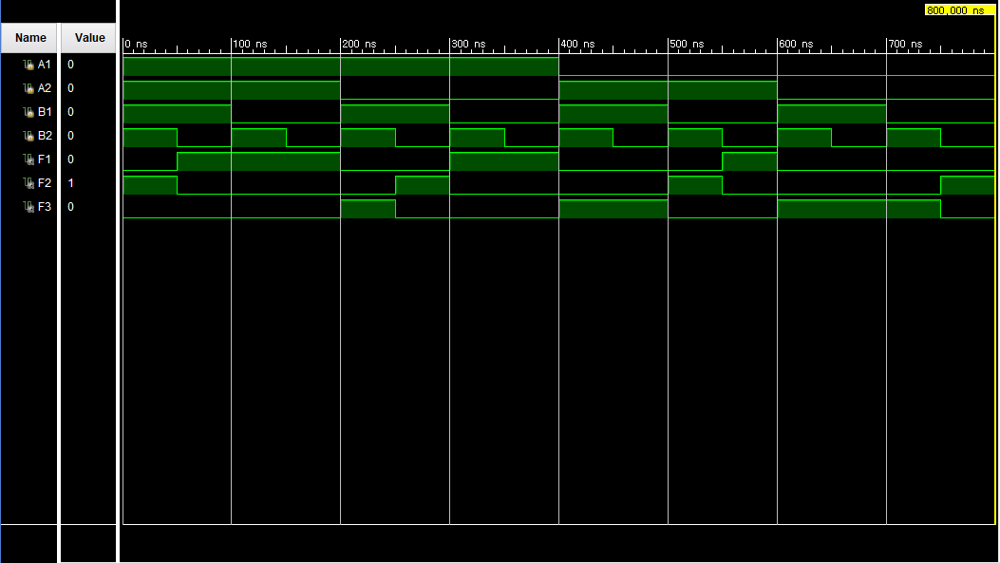 800,000 ns
Name Value
0 ns 100 ns 200 ns 300 ns 400 ns 500 ns 600 ns 700 ns
A1 0
A2 0
B1 0
B2 0
F1 0
F2 1
F3 0